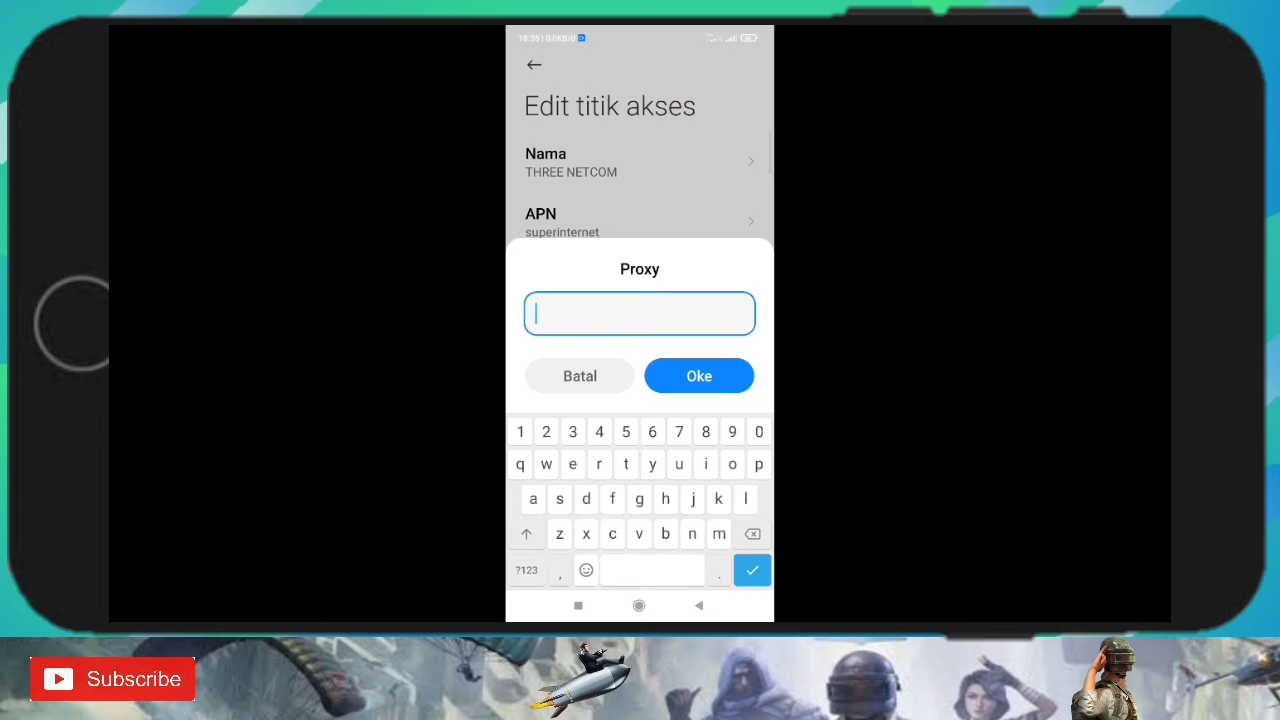 18:55 | 0,0KB/d
Edit titik akses
Nama
THREE NETCOM
APN
superinternet
Proxy
Batal
Oke
1 2 3 4 5 6 7 8 9 0
q w e r t y u i o p
a s d f g h j k l
z x c v b n m
?123 , .
Subscribe